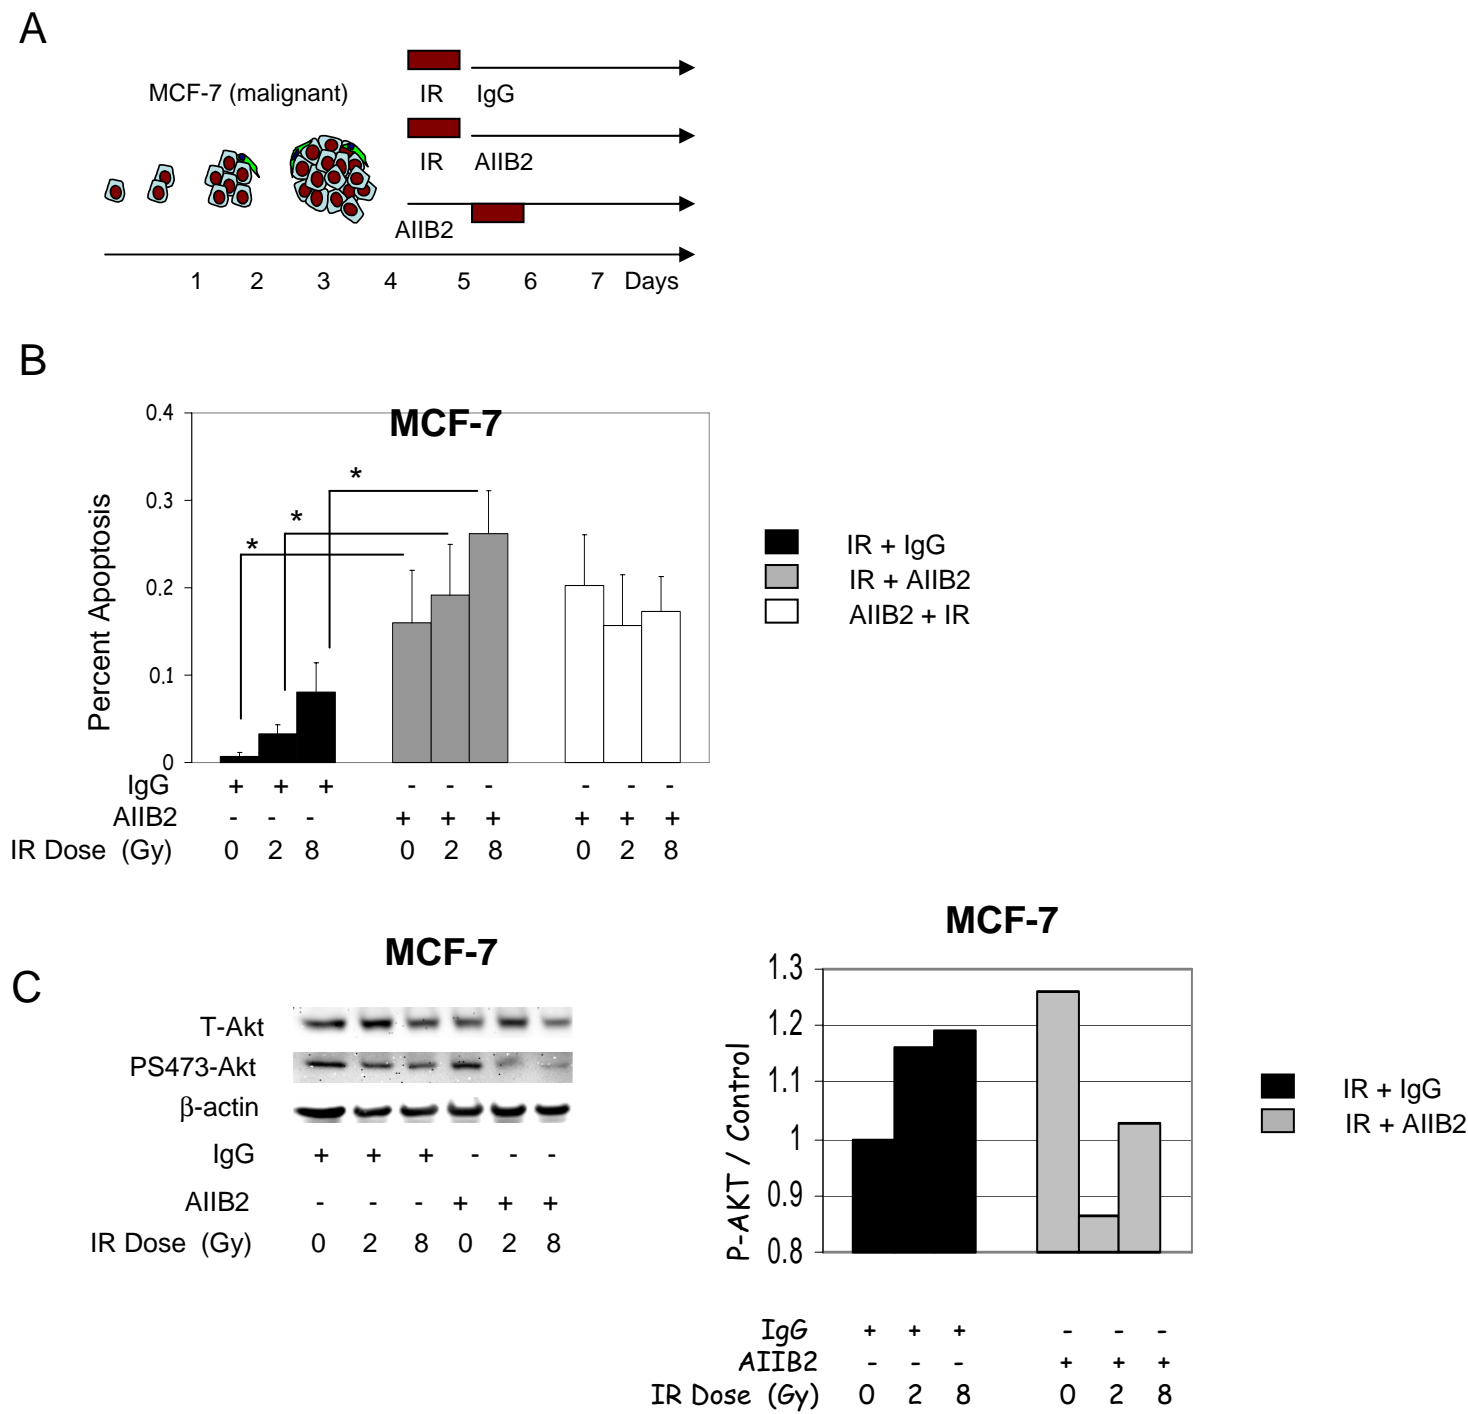 A
MCF-7 (malignant)
IR IgG
IR AIIB2
AIIB2
1 2 3 4 5 6 7 Days
B
MCF-7
0.4
0.3
0.2
0.1
0
Percent Apoptosis
* * *
IR + IgG
IR + AIIB2
AIIB2 + IR
IgG + + + - - - - - -
AIIB2 - - - + + + + + +
IR Dose (Gy) 0 2 8 0 2 8 0 2 8
C
MCF-7
T-Akt
PS473-Akt
β-actin
IgG + + + - - -
AIIB2 - - - + + +
IR Dose (Gy) 0 2 8 0 2 8
MCF-7
1.3
1.2
1.1
1
0.9
0.8
P-AKT / Control
IR + IgG
IR + AIIB2
IgG + + + - - -
AIIB2 - - - + + +
IR Dose (Gy) 0 2 8 0 2 8